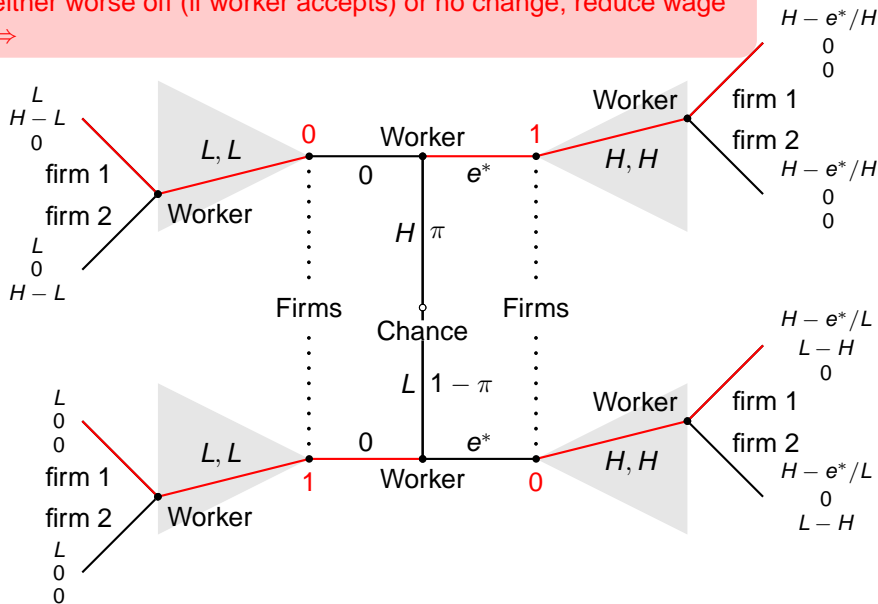 either worse off (if worker accepts) or no change; reduce wage
⇒
H − e*/H
0
0
Worker
firm 1
firm 2
H, H
H − e*/H
0
0
L
H − L
0
firm 1
firm 2
L
0
H − L
L, L
Worker
0
Worker
1
0
e*
H π
Firms
Chance
Firms
L 1 − π
H − e*/L
L − H
0
Worker
firm 1
firm 2
H, H
H − e*/L
0
L − H
L
0
0
firm 1
firm 2
L
0
0
L, L
Worker
0
e*
1
Worker
0